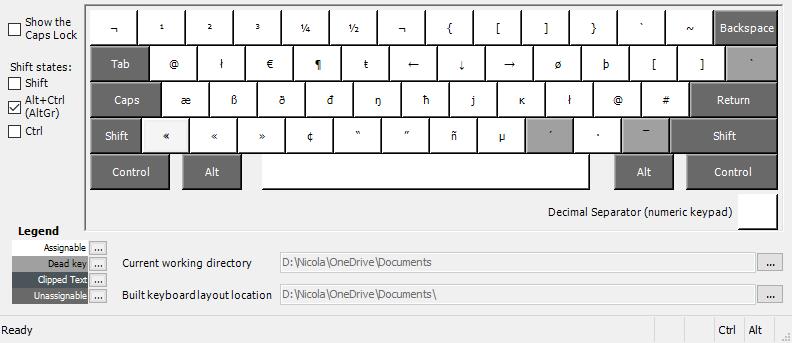 Show the
Caps Lock
Shift states:
Shift
Alt+Ctrl
(AltGr)
Ctrl
¬ ¹ ² ³ ¼ ½ ¬ { [ ] } ` ~ Backspace
Tab @ ł € ¶ ŧ ← ↓ → ø þ [ ] `
Caps æ ß ð đ ŋ ħ j ĸ ł @ # Return
Shift « « » ¢ “ ” ñ µ ´ · ¯ Shift
Control Alt Alt Control
Decimal Separator (numeric keypad)
Legend
Assignable ...
Dead key ...
Clipped Text ...
Unassignable ...
Current working directory D:\Nicola\OneDrive\Documents ...
Built keyboard layout location D:\Nicola\OneDrive\Documents\ ...
Ready Ctrl Alt